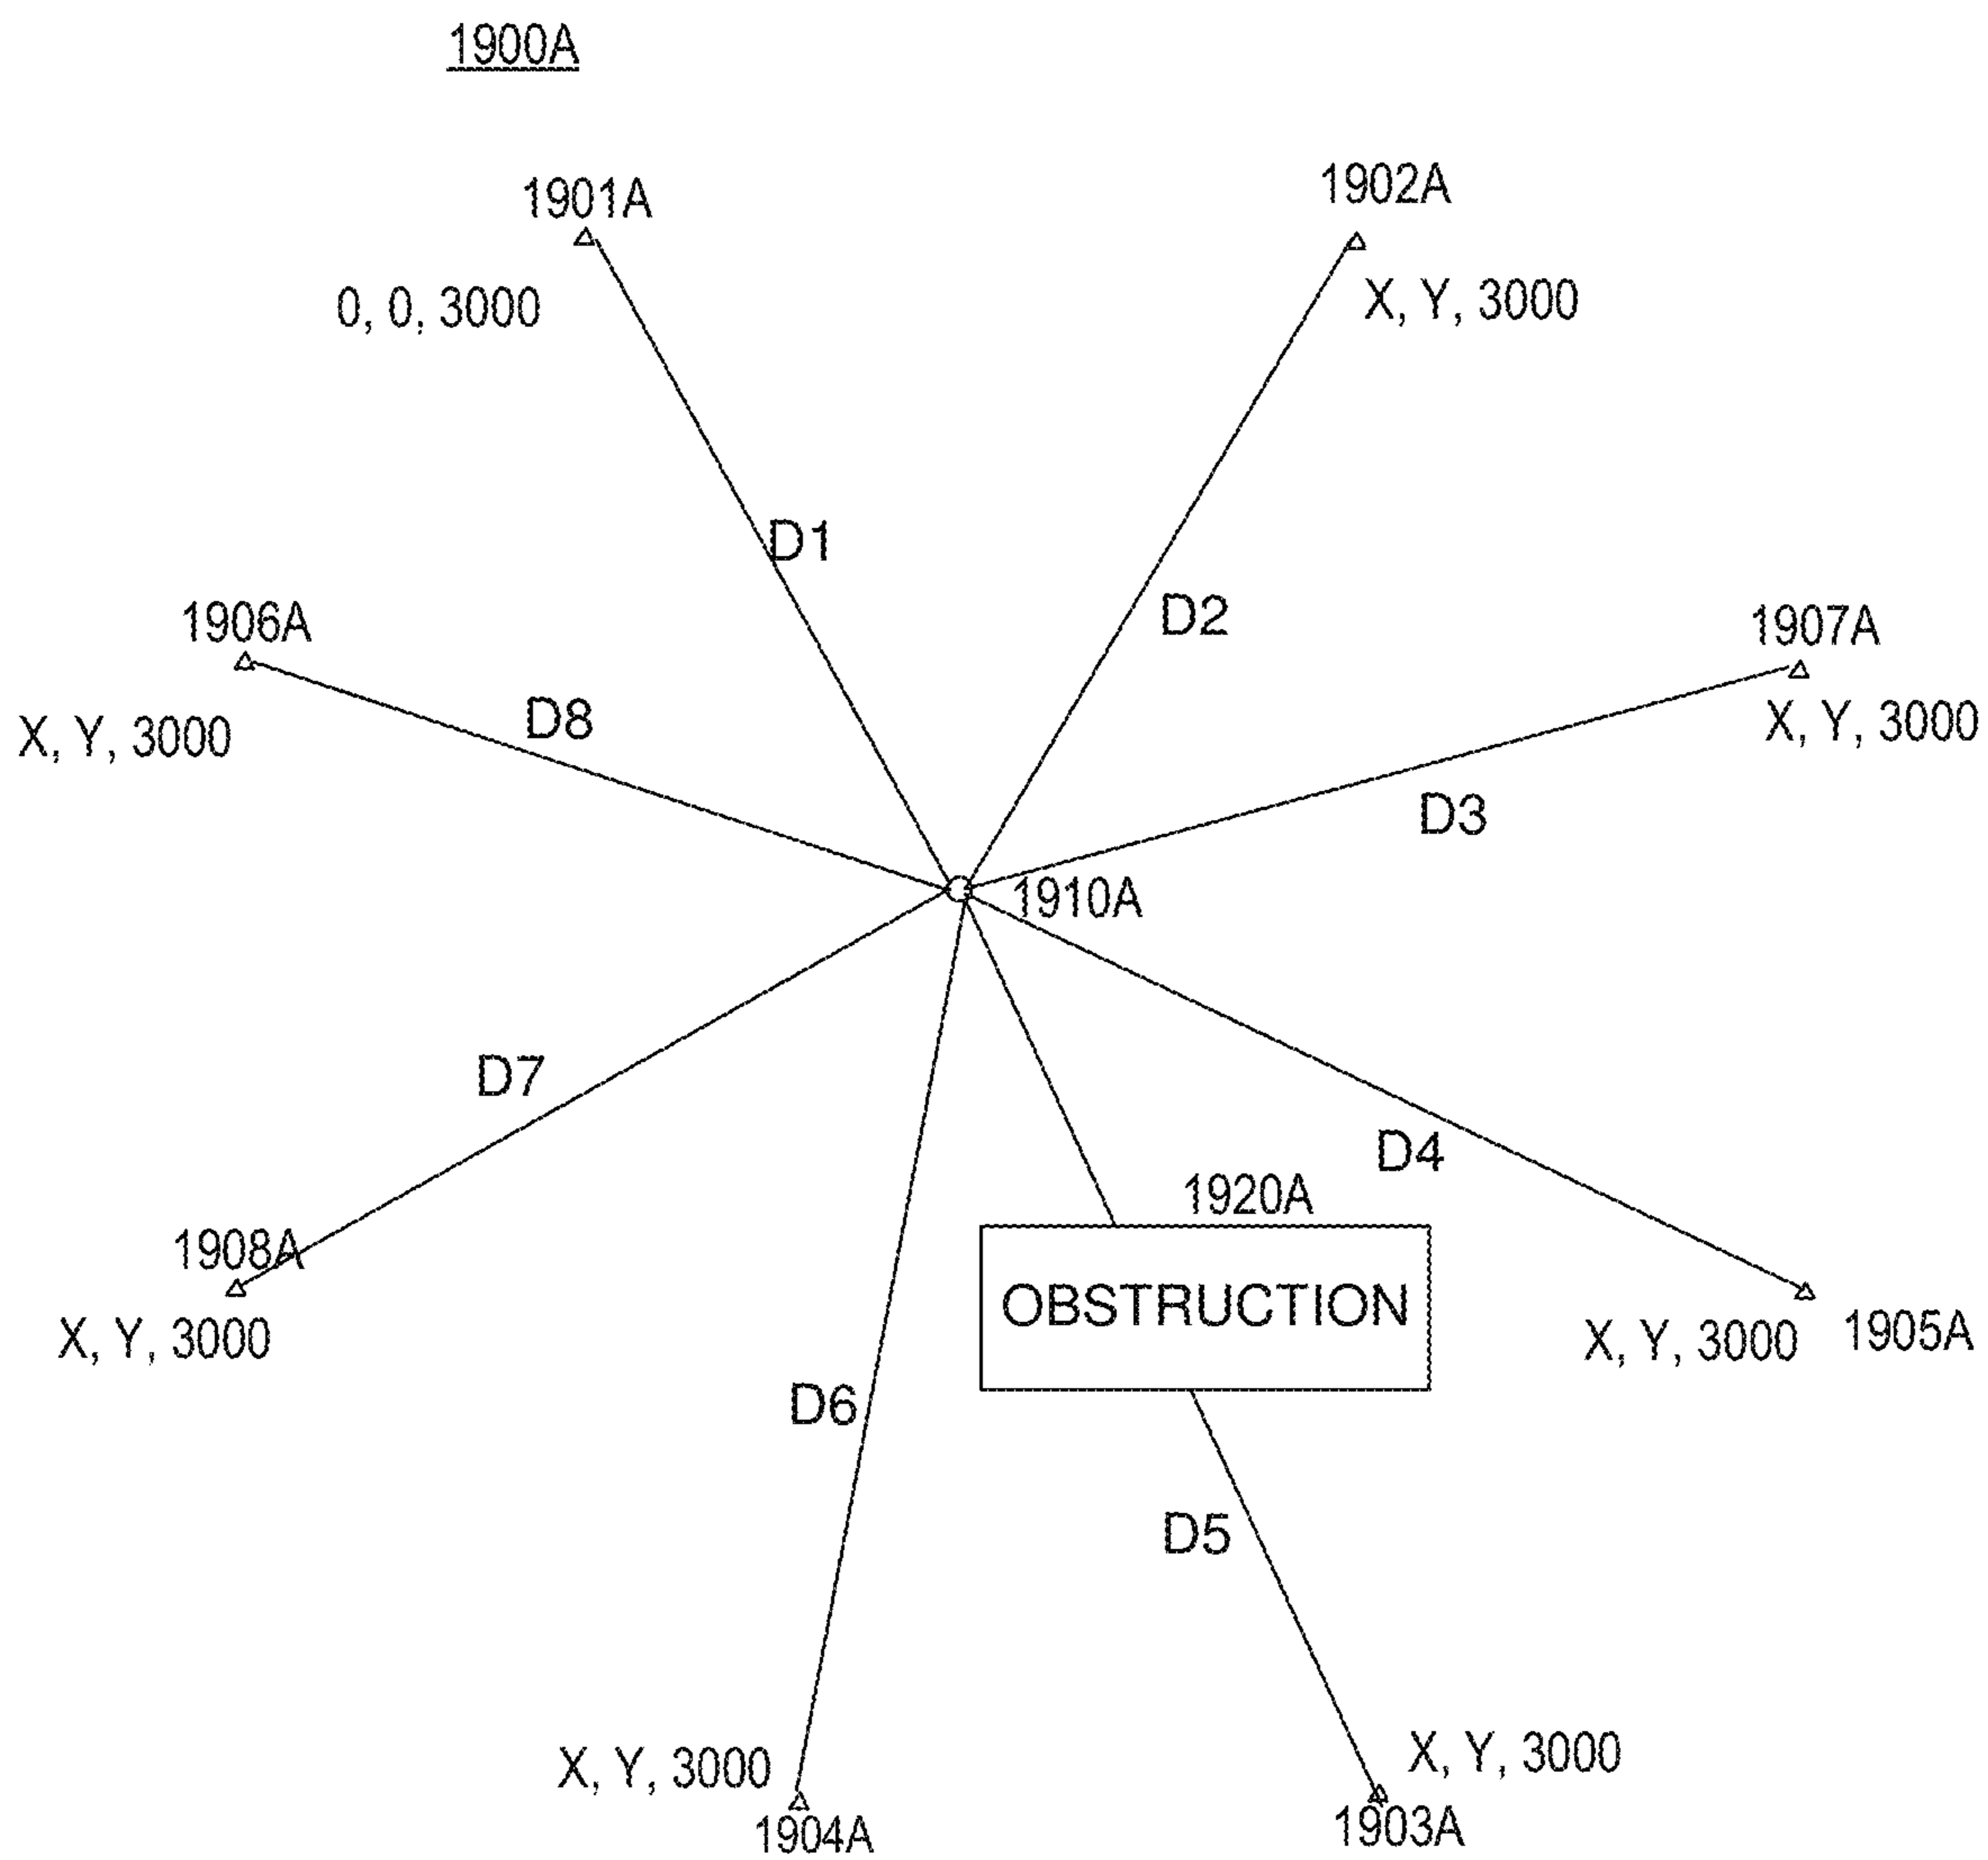 1900A
1901A
1902A
0, 0, 3000
X, Y, 3000
D1
D2
1906A
1907A
X, Y, 3000
D8
X, Y, 3000
D3
1910A
D7
D4
1920A
1908A
OBSTRUCTION
X, Y, 3000
X, Y, 3000
1905A
D6
D5
X, Y, 3000
X, Y, 3000
1904A
1903A